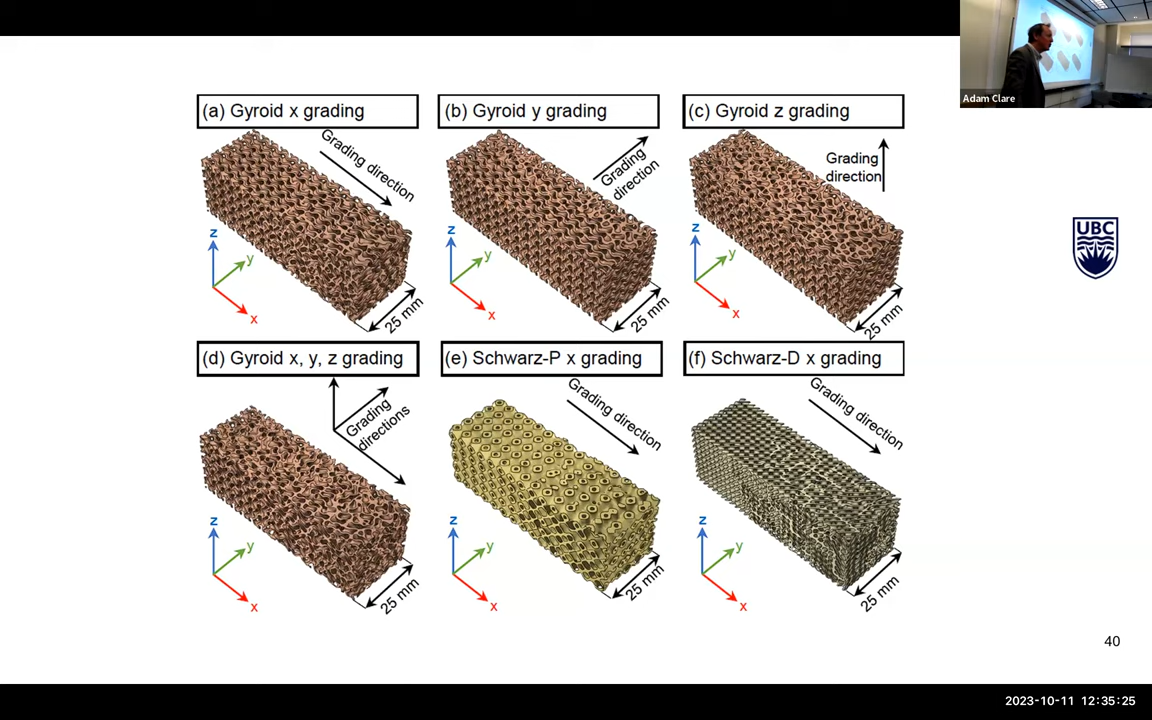 Adam Clare
(a) Gyroid x grading
(b) Gyroid y grading
(c) Gyroid z grading
Grading direction
Grading
direction
Grading
direction
z
y
x
25 mm
z
y
x
25 mm
z
y
x
25 mm
UBC
(d) Gyroid x, y, z grading
(e) Schwarz-P x grading
(f) Schwarz-D x grading
Grading
directions
Grading direction
Grading direction
z
y
x
25 mm
z
y
x
25 mm
z
y
x
25 mm
40
2023-10-11 12:35:25